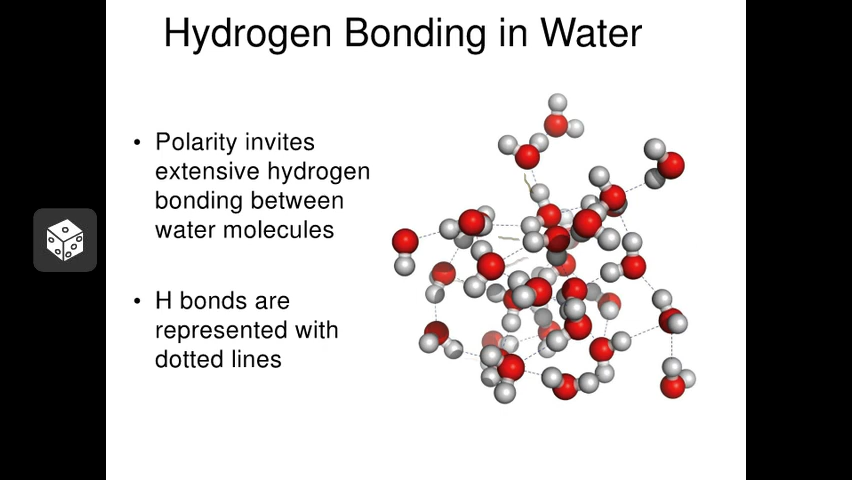 Hydrogen Bonding in Water
• Polarity invites
extensive hydrogen
bonding between
water molecules
• H bonds are
represented with
dotted lines